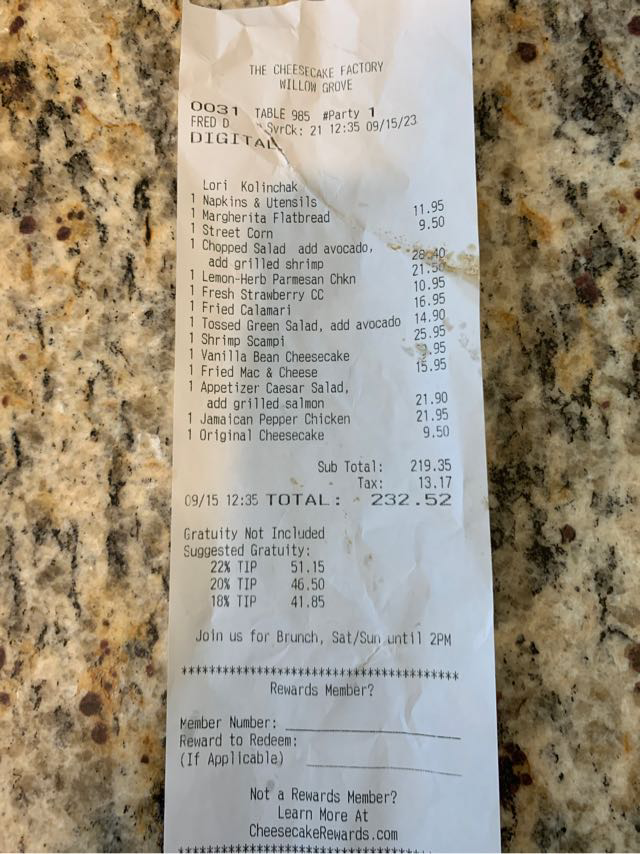 THE CHEESECAKE FACTORY
WILLOW GROVE
0031 TABLE 985 #Party 1
FRED D SvrCk: 21 12:35 09/15/23
DIGITAL
Lori Kolinchak
1 Napkins & Utensils
1 Margherita Flatbread 11.95
1 Street Corn 9.50
1 Chopped Salad add avocado,
add grilled shrimp 28.40
1 Lemon-Herb Parmesan Chkn 21.50
1 Fresh Strawberry CC 10.95
1 Fried Calamari 16.95
1 Tossed Green Salad, add avocado 14.90
1 Shrimp Scampi 25.95
1 Vanilla Bean Cheesecake 9.95
1 Fried Mac & Cheese 15.95
1 Appetizer Caesar Salad,
add grilled salmon 21.90
1 Jamaican Pepper Chicken 21.95
1 Original Cheesecake 9.50
Sub Total: 219.35
Tax: 13.17
09/15 12:35 TOTAL: 232.52
Gratuity Not Included
Suggested Gratuity:
22% TIP 51.15
20% TIP 46.50
18% TIP 41.85
Join us for Brunch, Sat/Sun until 2PM
****************************************
Rewards Member?
Member Number:
Reward to Redeem:
(If Applicable)
Not a Rewards Member?
Learn More At
CheesecakeRewards.com
****************************************